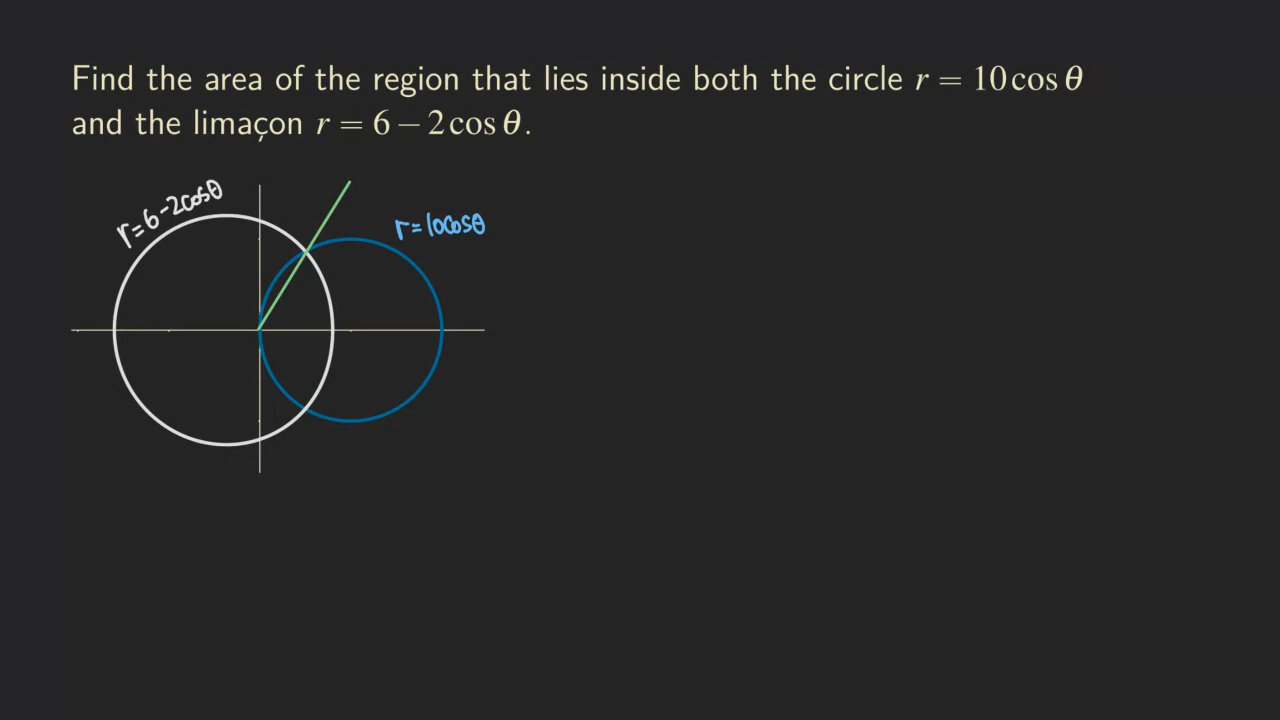 Find the area of the region that lies inside both the circle r = 10 cos θ
and the limaçon r = 6 − 2 cos θ.
r=6-2cosθ
r=10cosθ